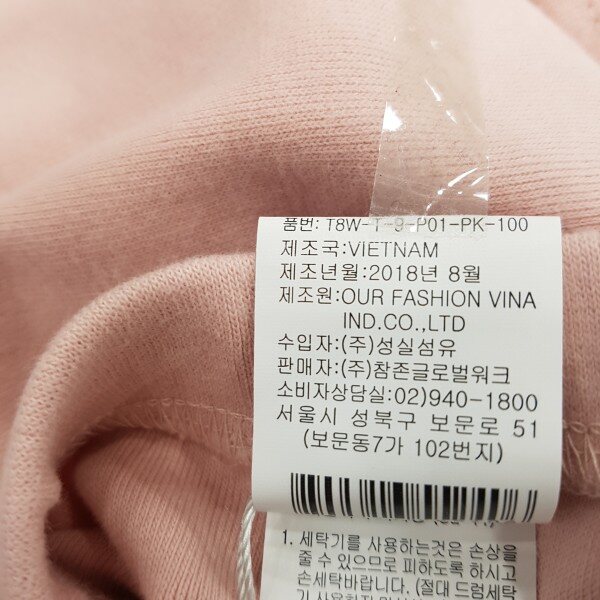 품번: T8W-T-9-P01-PK-100
제조국:VIETNAM
제조년월:2018년 8월
제조원:OUR FASHION VINA
IND.CO.,LTD
수입자:(주)성실섬유
판매자:(주)참존글로벌워크
소비자상담실:02)940-1800
서울시 성북구 보문로 51
(보문동7가 102번지)
1. 세탁기를 사용하는것은 손상을
줄 수 있으므로 피하도록 하시고
손세탁바랍니다. (절대 드럼세탁